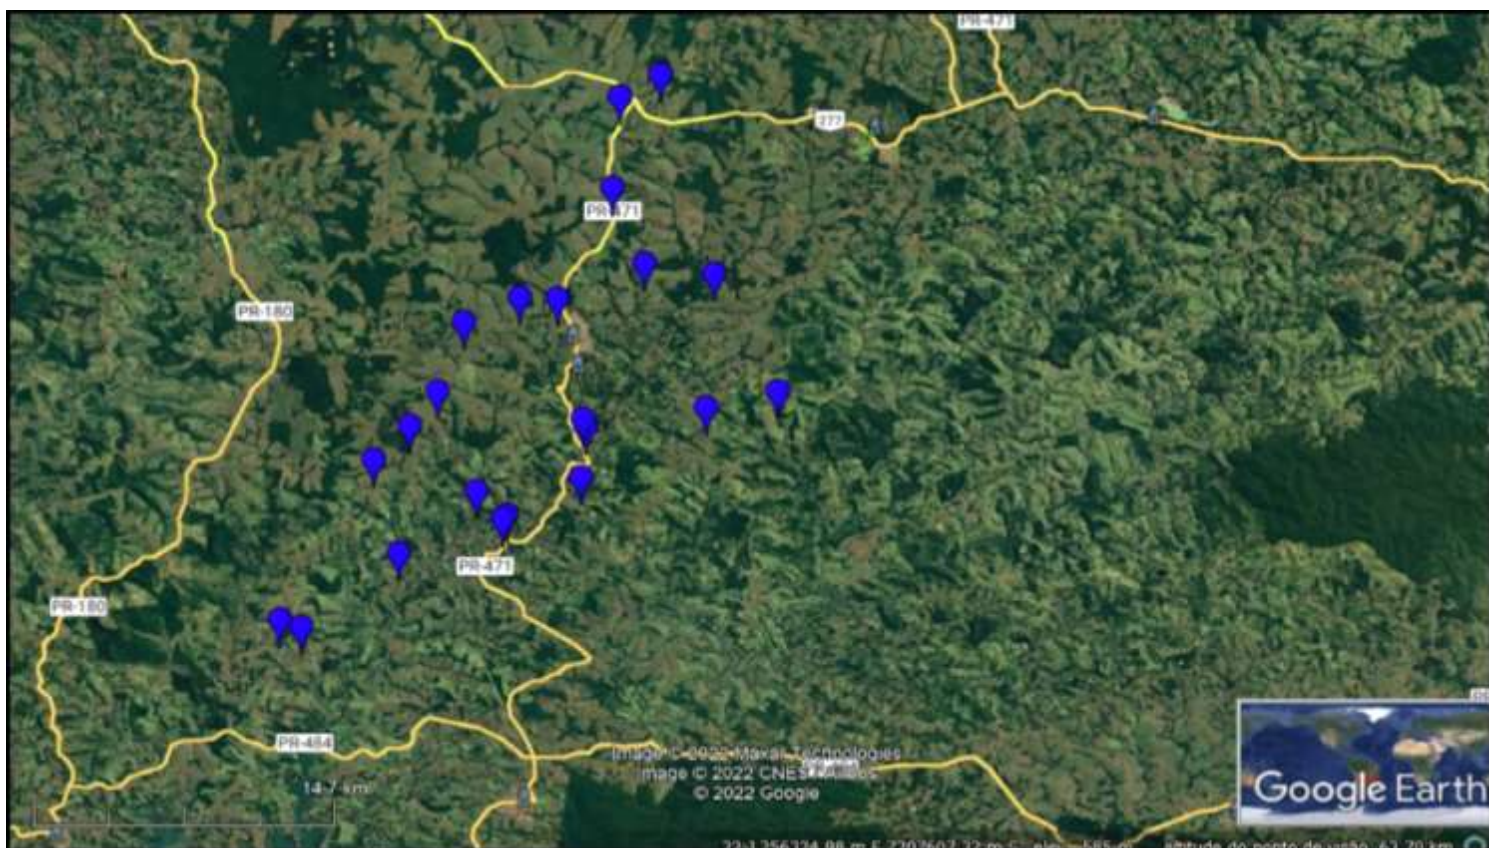 PR-471
277
PR-471
PR-180
PR-471
PR-180
PR-484
Image © 2022 Maxar Technologies
Image © 2022 CNES / Airbus
© 2022 Google
14.7 km
Google Earth